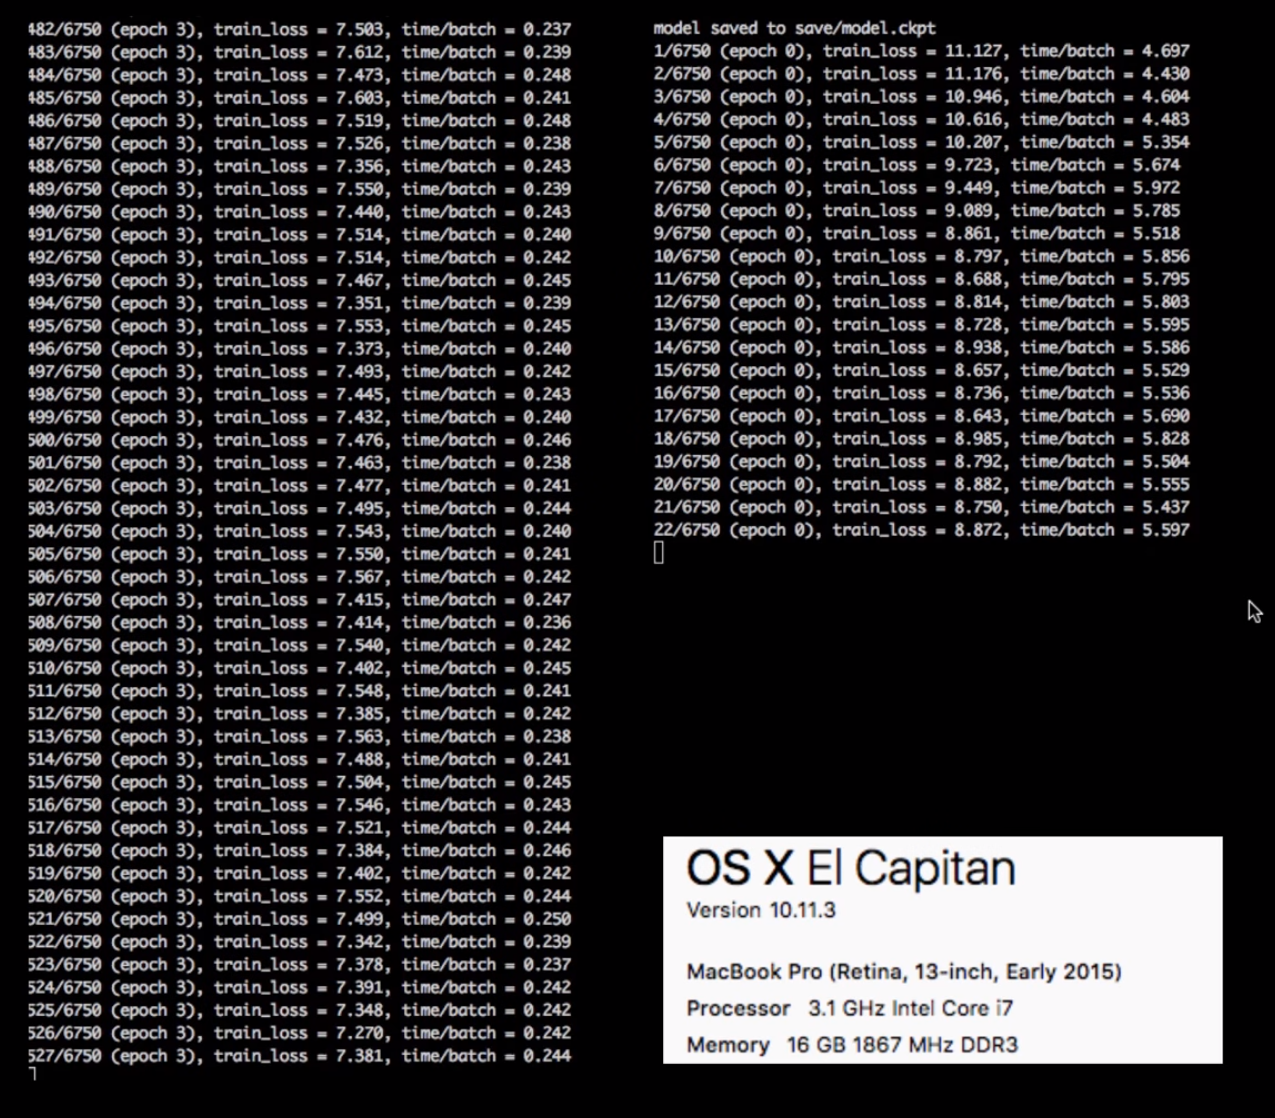 482/6750 (epoch 3), train_loss = 7.503, time/batch = 0.237
483/6750 (epoch 3), train_loss = 7.612, time/batch = 0.239
484/6750 (epoch 3), train_loss = 7.473, time/batch = 0.248
485/6750 (epoch 3), train_loss = 7.603, time/batch = 0.241
486/6750 (epoch 3), train_loss = 7.519, time/batch = 0.248
487/6750 (epoch 3), train_loss = 7.526, time/batch = 0.238
488/6750 (epoch 3), train_loss = 7.356, time/batch = 0.243
489/6750 (epoch 3), train_loss = 7.550, time/batch = 0.239
490/6750 (epoch 3), train_loss = 7.440, time/batch = 0.243
491/6750 (epoch 3), train_loss = 7.514, time/batch = 0.240
492/6750 (epoch 3), train_loss = 7.514, time/batch = 0.242
493/6750 (epoch 3), train_loss = 7.467, time/batch = 0.245
494/6750 (epoch 3), train_loss = 7.351, time/batch = 0.239
495/6750 (epoch 3), train_loss = 7.553, time/batch = 0.245
496/6750 (epoch 3), train_loss = 7.373, time/batch = 0.240
497/6750 (epoch 3), train_loss = 7.493, time/batch = 0.242
498/6750 (epoch 3), train_loss = 7.445, time/batch = 0.243
499/6750 (epoch 3), train_loss = 7.432, time/batch = 0.240
500/6750 (epoch 3), train_loss = 7.476, time/batch = 0.246
501/6750 (epoch 3), train_loss = 7.463, time/batch = 0.238
502/6750 (epoch 3), train_loss = 7.477, time/batch = 0.241
503/6750 (epoch 3), train_loss = 7.495, time/batch = 0.244
504/6750 (epoch 3), train_loss = 7.543, time/batch = 0.240
505/6750 (epoch 3), train_loss = 7.550, time/batch = 0.241
506/6750 (epoch 3), train_loss = 7.567, time/batch = 0.242
507/6750 (epoch 3), train_loss = 7.415, time/batch = 0.247
508/6750 (epoch 3), train_loss = 7.414, time/batch = 0.236
509/6750 (epoch 3), train_loss = 7.540, time/batch = 0.242
510/6750 (epoch 3), train_loss = 7.402, time/batch = 0.245
511/6750 (epoch 3), train_loss = 7.548, time/batch = 0.241
512/6750 (epoch 3), train_loss = 7.385, time/batch = 0.242
513/6750 (epoch 3), train_loss = 7.563, time/batch = 0.238
514/6750 (epoch 3), train_loss = 7.488, time/batch = 0.241
515/6750 (epoch 3), train_loss = 7.504, time/batch = 0.245
516/6750 (epoch 3), train_loss = 7.546, time/batch = 0.243
517/6750 (epoch 3), train_loss = 7.521, time/batch = 0.244
518/6750 (epoch 3), train_loss = 7.384, time/batch = 0.246
519/6750 (epoch 3), train_loss = 7.402, time/batch = 0.242
520/6750 (epoch 3), train_loss = 7.552, time/batch = 0.244
521/6750 (epoch 3), train_loss = 7.499, time/batch = 0.250
522/6750 (epoch 3), train_loss = 7.342, time/batch = 0.239
523/6750 (epoch 3), train_loss = 7.378, time/batch = 0.237
524/6750 (epoch 3), train_loss = 7.391, time/batch = 0.242
525/6750 (epoch 3), train_loss = 7.348, time/batch = 0.242
526/6750 (epoch 3), train_loss = 7.270, time/batch = 0.242
527/6750 (epoch 3), train_loss = 7.381, time/batch = 0.244
model saved to save/model.ckpt
1/6750 (epoch 0), train_loss = 11.127, time/batch = 4.697
2/6750 (epoch 0), train_loss = 11.176, time/batch = 4.430
3/6750 (epoch 0), train_loss = 10.946, time/batch = 4.604
4/6750 (epoch 0), train_loss = 10.616, time/batch = 4.483
5/6750 (epoch 0), train_loss = 10.207, time/batch = 5.354
6/6750 (epoch 0), train_loss = 9.723, time/batch = 5.674
7/6750 (epoch 0), train_loss = 9.449, time/batch = 5.972
8/6750 (epoch 0), train_loss = 9.089, time/batch = 5.785
9/6750 (epoch 0), train_loss = 8.861, time/batch = 5.518
10/6750 (epoch 0), train_loss = 8.797, time/batch = 5.856
11/6750 (epoch 0), train_loss = 8.688, time/batch = 5.795
12/6750 (epoch 0), train_loss = 8.814, time/batch = 5.803
13/6750 (epoch 0), train_loss = 8.728, time/batch = 5.595
14/6750 (epoch 0), train_loss = 8.938, time/batch = 5.586
15/6750 (epoch 0), train_loss = 8.657, time/batch = 5.529
16/6750 (epoch 0), train_loss = 8.736, time/batch = 5.536
17/6750 (epoch 0), train_loss = 8.643, time/batch = 5.690
18/6750 (epoch 0), train_loss = 8.985, time/batch = 5.828
19/6750 (epoch 0), train_loss = 8.792, time/batch = 5.504
20/6750 (epoch 0), train_loss = 8.882, time/batch = 5.555
21/6750 (epoch 0), train_loss = 8.750, time/batch = 5.437
22/6750 (epoch 0), train_loss = 8.872, time/batch = 5.597
OS X El Capitan
Version 10.11.3
MacBook Pro (Retina, 13-inch, Early 2015)
Processor 3.1 GHz Intel Core i7
Memory 16 GB 1867 MHz DDR3